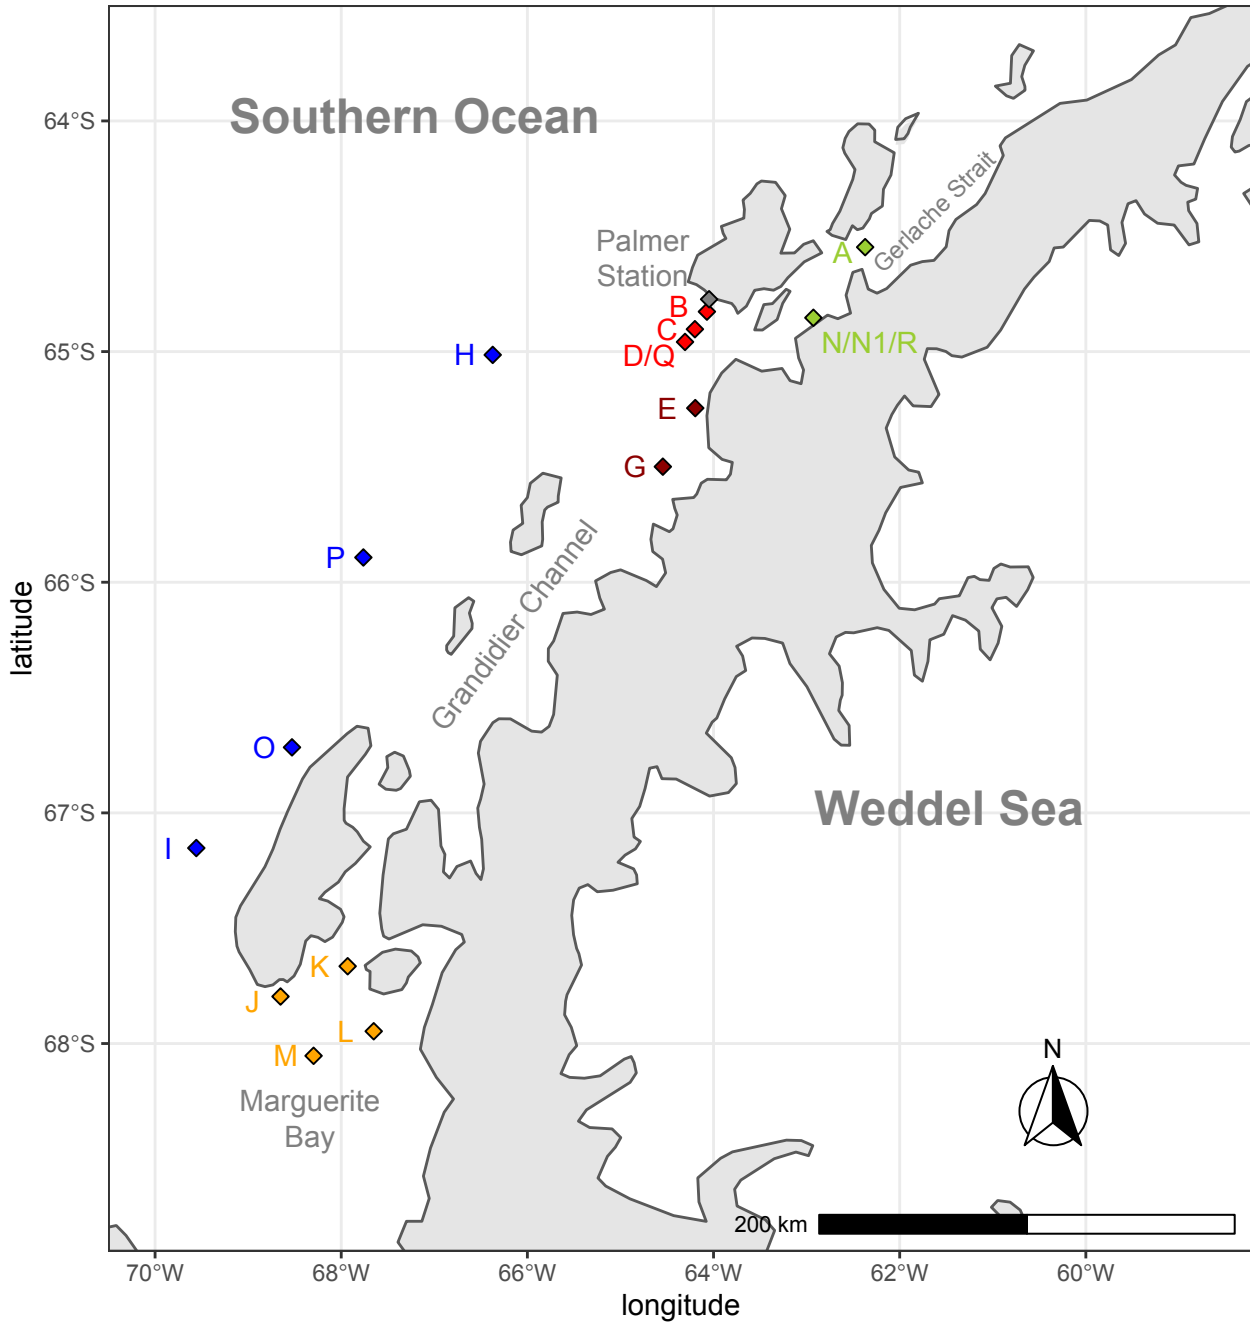 Southern Ocean
64°S
Gerlache Strait
Palmer
Station
A
B
C
D/Q
N/N1/R
65°S
H
E
G
P
66°S
Grandidier Channel
latitude
O
67°S
Weddel Sea
I
K
J
L
68°S
M
N
Marguerite
Bay
200 km
70°W
68°W
66°W
64°W
62°W
60°W
longitude